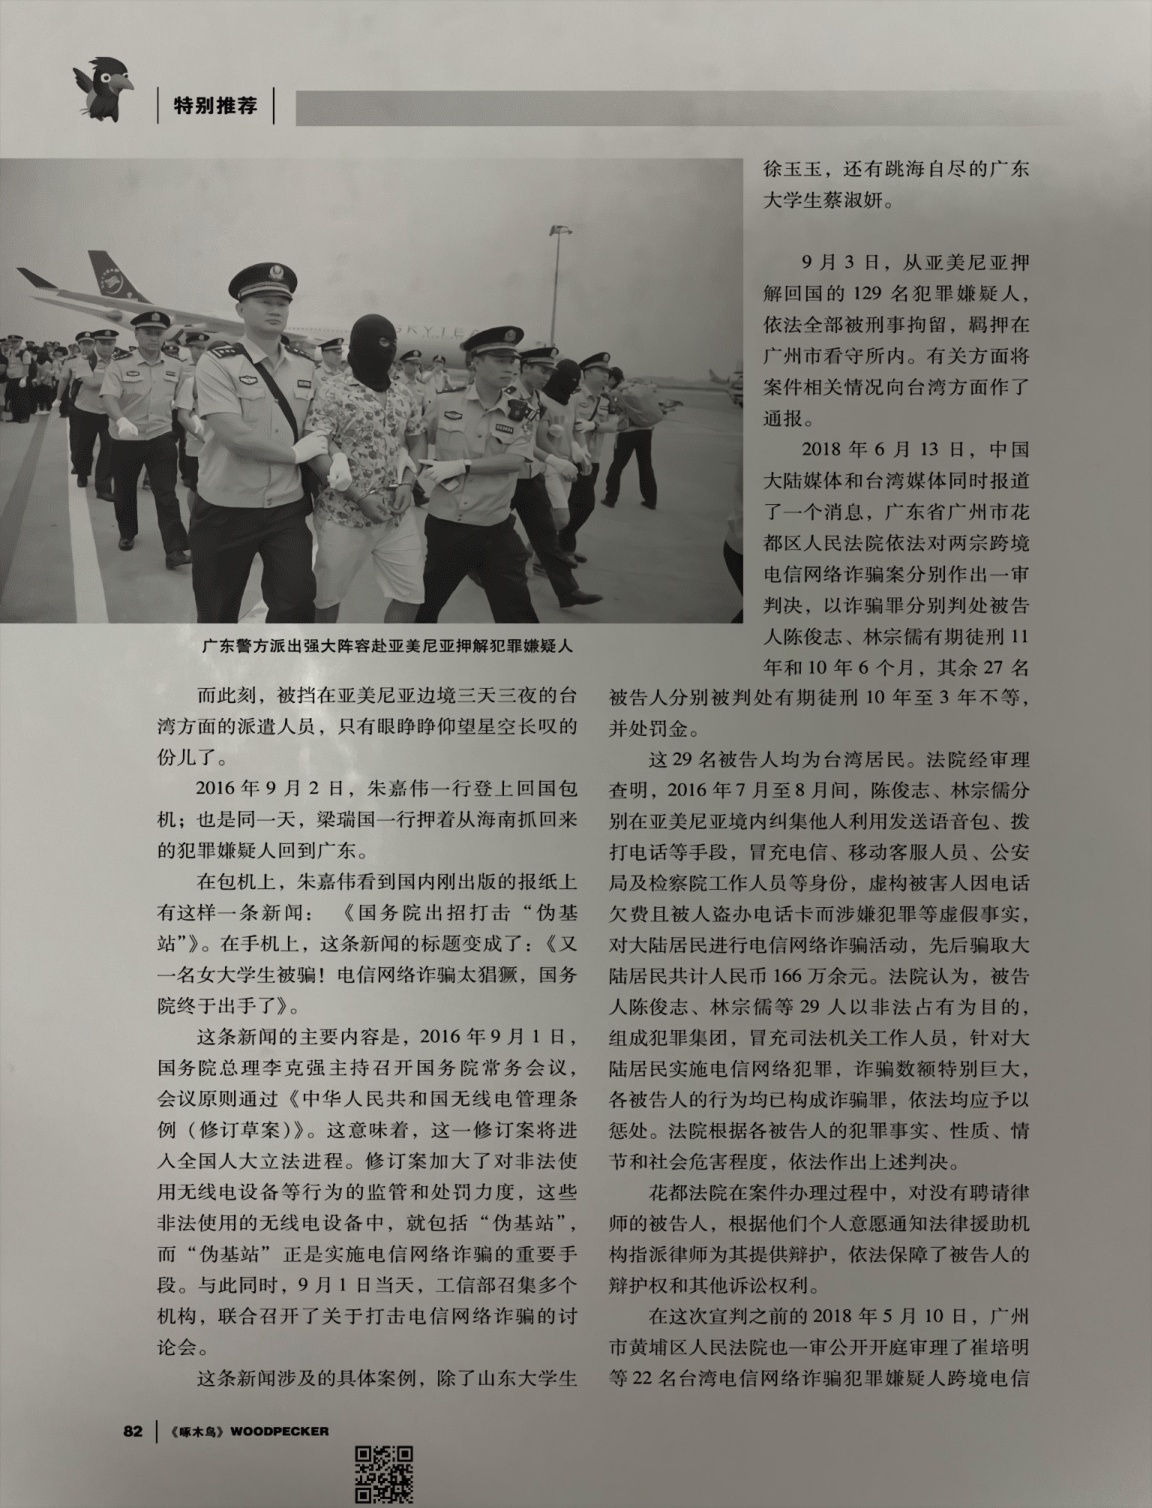 特别推荐
SKYTEA
广东警方派出强大阵容赴亚美尼亚押解犯罪嫌疑人
而此刻，被挡在亚美尼亚边境三天三夜的台
湾方面的派遣人员，只有眼睁睁仰望星空长叹的
份儿了。
2016 年 9 月 2 日，朱嘉伟一行登上回国包
机；也是同一天，梁瑞国一行押着从海南抓回来
的犯罪嫌疑人回到广东。
在包机上，朱嘉伟看到国内刚出版的报纸上
有这样一条新闻：《国务院出招打击“伪基
站”》。在手机上，这条新闻的标题变成了：《又
一名女大学生被骗！电信网络诈骗太猖獗，国务
院终于出手了》。
这条新闻的主要内容是，2016 年 9 月 1 日，
国务院总理李克强主持召开国务院常务会议，
会议原则通过《中华人民共和国无线电管理条
例（修订草案）》。这意味着，这一修订案将进
入全国人大立法进程。修订案加大了对非法使
用无线电设备等行为的监管和处罚力度，这些
非法使用的无线电设备中，就包括“伪基站”，
而“伪基站”正是实施电信网络诈骗的重要手
段。与此同时，9 月 1 日当天，工信部召集多个
机构，联合召开了关于打击电信网络诈骗的讨
论会。
这条新闻涉及的具体案例，除了山东大学生
徐玉玉，还有跳海自尽的广东
大学生蔡淑妍。
9 月 3 日，从亚美尼亚押
解回国的 129 名犯罪嫌疑人，
依法全部被刑事拘留，羁押在
广州市看守所内。有关方面将
案件相关情况向台湾方面作了
通报。
2018 年 6 月 13 日，中国
大陆媒体和台湾媒体同时报道
了一个消息，广东省广州市花
都区人民法院依法对两宗跨境
电信网络诈骗案分别作出一审
判决，以诈骗罪分别判处被告
人陈俊志、林宗儒有期徒刑 11
年和 10 年 6 个月，其余 27 名
被告人分别被判处有期徒刑 10 年至 3 年不等，
并处罚金。
这 29 名被告人均为台湾居民。法院经审理
查明，2016 年 7 月至 8 月间，陈俊志、林宗儒分
别在亚美尼亚境内纠集他人利用发送语音包、拨
打电话等手段，冒充电信、移动客服人员、公安
局及检察院工作人员等身份，虚构被害人因电话
欠费且被人盗办电话卡而涉嫌犯罪等虚假事实，
对大陆居民进行电信网络诈骗活动，先后骗取大
陆居民共计人民币 166 万余元。法院认为，被告
人陈俊志、林宗儒等 29 人以非法占有为目的，
组成犯罪集团，冒充司法机关工作人员，针对大
陆居民实施电信网络犯罪，诈骗数额特别巨大，
各被告人的行为均已构成诈骗罪，依法均应予以
惩处。法院根据各被告人的犯罪事实、性质、情
节和社会危害程度，依法作出上述判决。
花都法院在案件办理过程中，对没有聘请律
师的被告人，根据他们个人意愿通知法律援助机
构指派律师为其提供辩护，依法保障了被告人的
辩护权和其他诉讼权利。
在这次宣判之前的 2018 年 5 月 10 日，广州
市黄埔区人民法院也一审公开开庭审理了崔培明
等 22 名台湾电信网络诈骗犯罪嫌疑人跨境电信
82 《啄木鸟》WOODPECKER